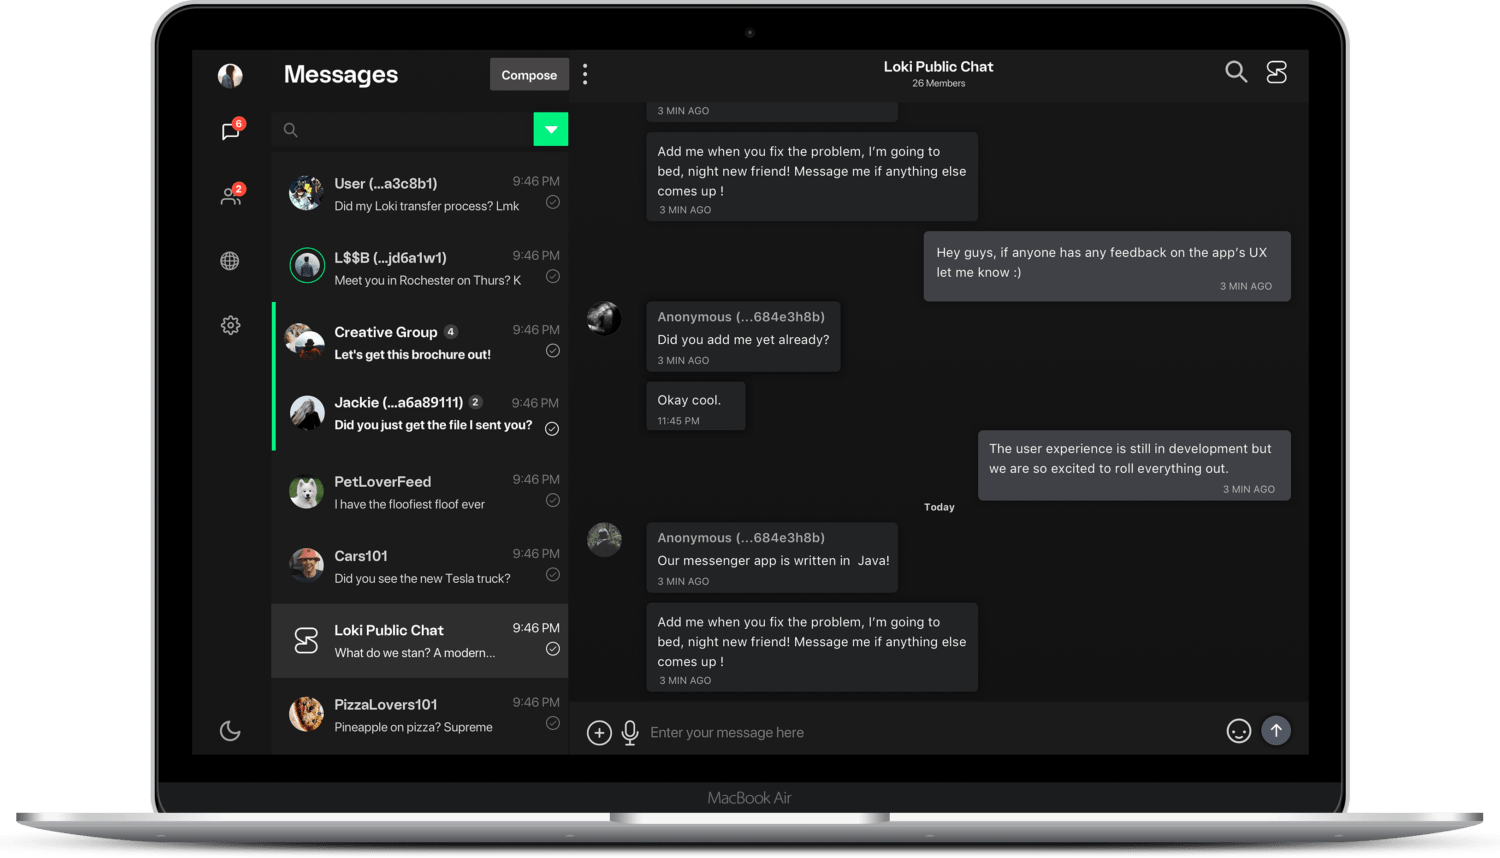 Messages
Compose
6
2
User (...a3c8b1)
9:46 PM
Did my Loki transfer process? Lmk
L$$B (...jd6a1w1)
9:46 PM
Meet you in Rochester on Thurs? K
Creative Group 4
9:46 PM
Let's get this brochure out!
Jackie (...a6a89111) 2
9:46 PM
Did you just get the file I sent you?
PetLoverFeed
9:46 PM
I have the floofiest floof ever
Cars101
9:46 PM
Did you see the new Tesla truck?
Loki Public Chat
9:46 PM
What do we stan? A modern...
PizzaLovers101
9:46 PM
Pineapple on pizza? Supreme
Loki Public Chat
26 Members
3 MIN AGO
Add me when you fix the problem, I'm going to
bed, night new friend! Message me if anything else
comes up !
3 MIN AGO
Hey guys, if anyone has any feedback on the app's UX
let me know :)
3 MIN AGO
Anonymous (...684e3h8b)
Did you add me yet already?
3 MIN AGO
Okay cool.
11:45 PM
The user experience is still in development but
we are so excited to roll everything out.
3 MIN AGO
Today
Anonymous (...684e3h8b)
Our messenger app is written in  Java!
3 MIN AGO
Add me when you fix the problem, I'm going to
bed, night new friend! Message me if anything else
comes up !
3 MIN AGO
Enter your message here
MacBook Air